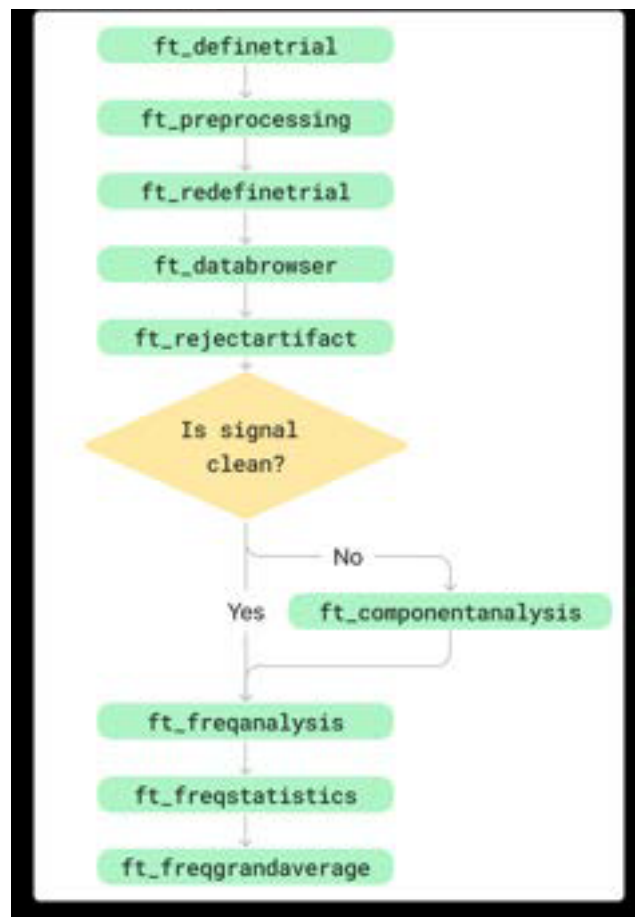 ft_definetrial
ft_preprocessing
ft_redefinetrial
ft_databrowser
ft_rejectartifact
Is signal
clean?
No
Yes
ft_componentanalysis
ft_freqanalysis
ft_freqstatistics
ft_freqgrandaverage